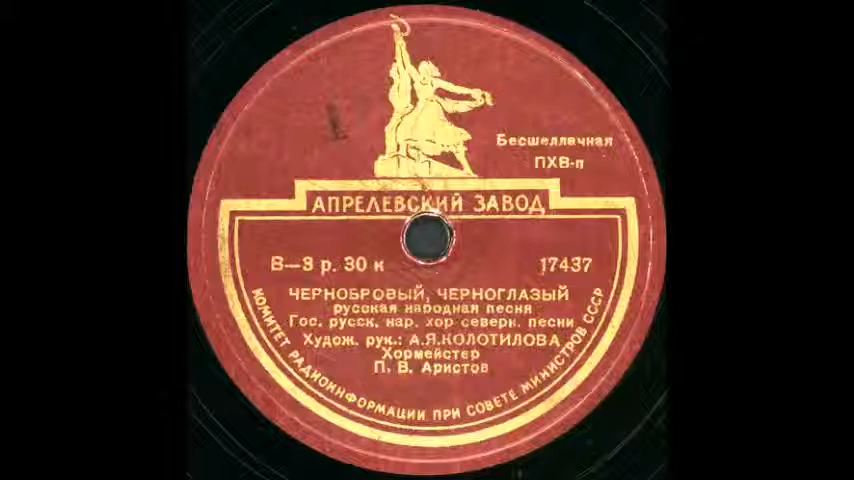 Бесшеллачная
ПХВ-п
АПРЕЛЕВСКИЙ ЗАВОД
В—3 р. 30 к
17437
ЧЕРНОБРОВЫЙ, ЧЕРНОГЛАЗЫЙ
русская народная песня
Гос. русск. нар. хор северн. песни
Худож. рук.: А.Я.КОЛОТИЛОВА
Хормейстер
П. В. Аристов
КОМИТЕТ РАДИОИНФОРМАЦИИ ПРИ СОВЕТЕ МИНИСТРОВ СССР